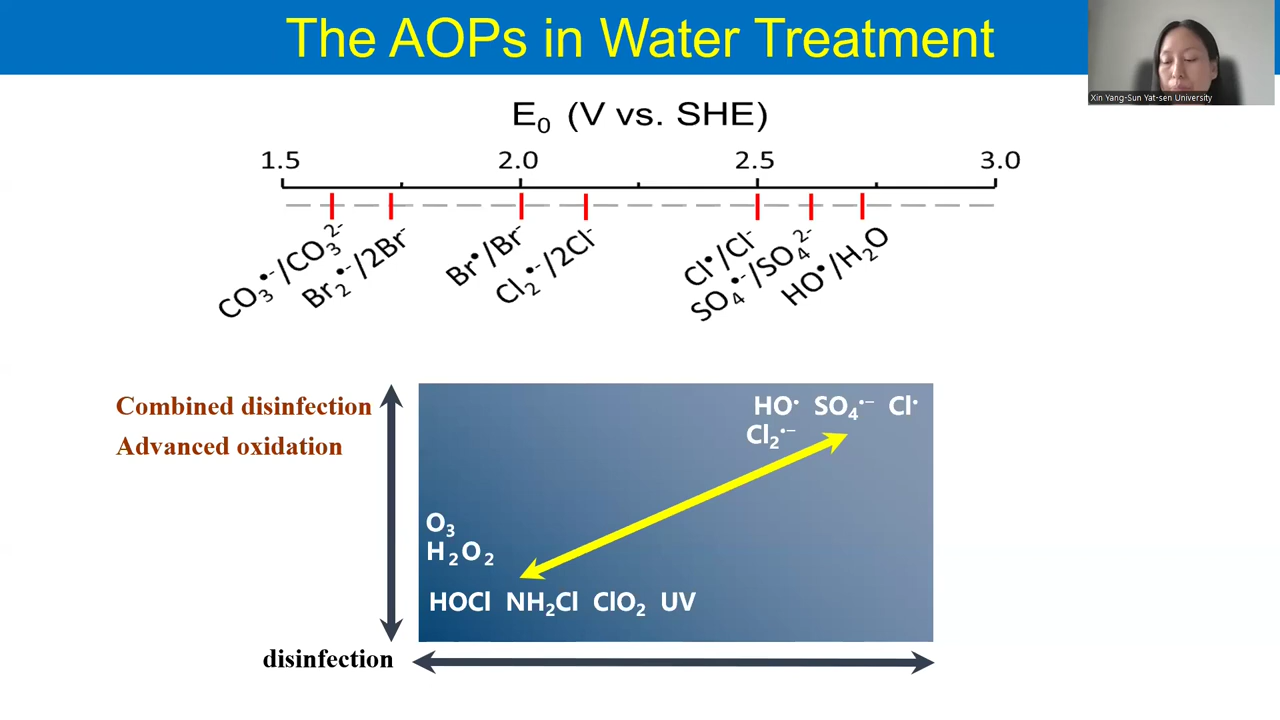 The AOPs in Water Treatment
Xin Yang-Sun Yat-sen University
E₀ (V vs. SHE)
1.5 2.0 2.5 3.0
CO₃•⁻/CO₃²⁻
Br₂•⁻/2Br⁻
Br•/Br⁻
Cl₂•⁻/2Cl⁻
Cl•/Cl⁻
SO₄•⁻/SO₄²⁻
HO•/H₂O
Combined disinfection
Advanced oxidation
HO• SO₄•⁻ Cl•
Cl₂•⁻
O₃
H₂O₂
HOCl NH₂Cl ClO₂ UV
disinfection